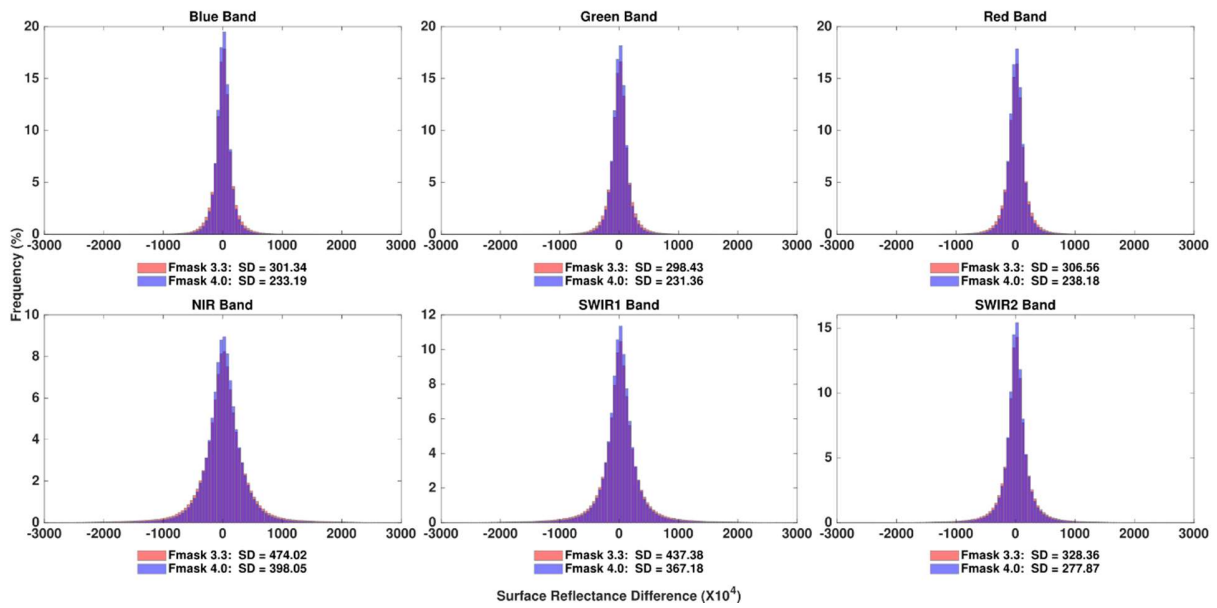 Blue Band
Green Band
Red Band
20
15
10
5
0
-3000 -2000 -1000 0 1000 2000 3000
20
15
10
5
0
-3000 -2000 -1000 0 1000 2000 3000
20
15
10
5
0
-3000 -2000 -1000 0 1000 2000 3000
Fmask 3.3: SD = 301.34
Fmask 4.0: SD = 233.19
Fmask 3.3: SD = 298.43
Fmask 4.0: SD = 231.36
Fmask 3.3: SD = 306.56
Fmask 4.0: SD = 238.18
Frequency (%)
NIR Band
SWIR1 Band
SWIR2 Band
10
8
6
4
2
0
-3000 -2000 -1000 0 1000 2000 3000
12
10
8
6
4
2
0
-3000 -2000 -1000 0 1000 2000 3000
15
10
5
0
-3000 -2000 -1000 0 1000 2000 3000
Fmask 3.3: SD = 474.02
Fmask 4.0: SD = 398.05
Fmask 3.3: SD = 437.38
Fmask 4.0: SD = 367.18
Fmask 3.3: SD = 328.36
Fmask 4.0: SD = 277.87
Surface Reflectance Difference (X10⁴)